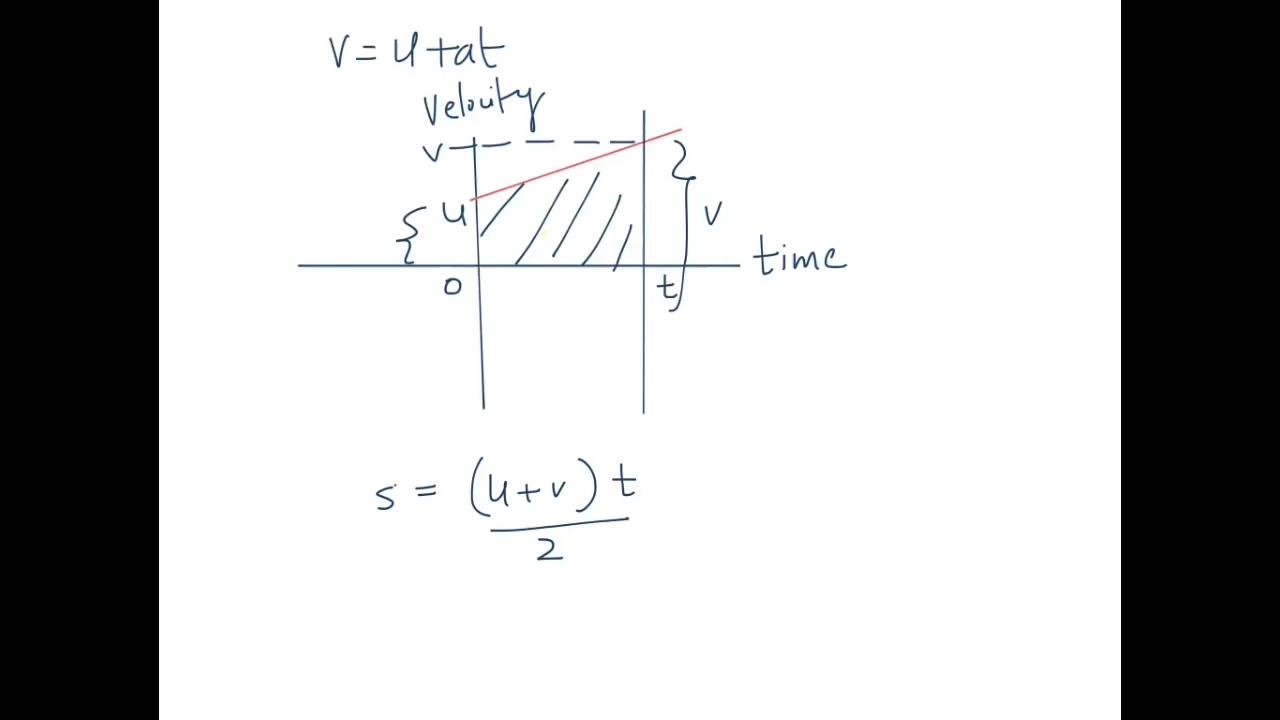 v = u + at
Velocity
v
u
v
time
0
t
s = (u+v) t
2